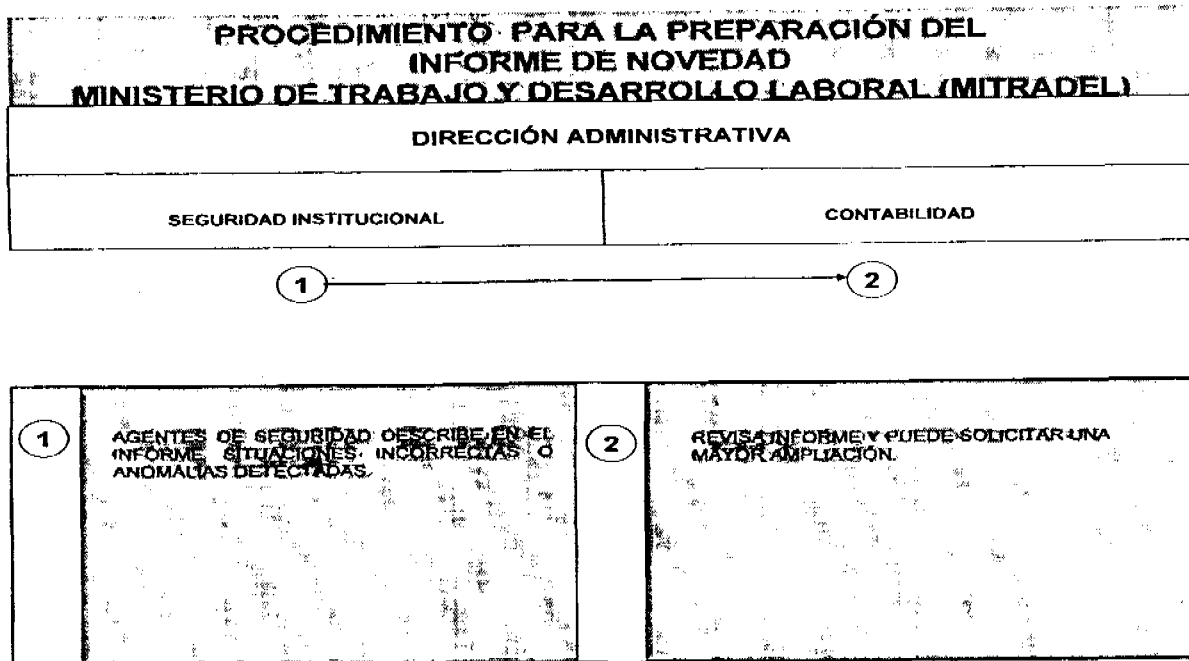 PROCEDIMIENTO PARA LA PREPARACIÓN DEL
INFORME DE NOVEDAD
MINISTERIO DE TRABAJO Y DESARROLLO LABORAL (MITRADEL)
DIRECCIÓN ADMINISTRATIVA
SEGURIDAD INSTITUCIONAL
CONTABILIDAD
1
2
1
AGENTES DE SEGURIDAD DESCRIBE EN EL
INFORME SITUACIONES INCORRECTAS O
ANOMALIAS DETECTADAS.
2
REVISA INFORME Y PUEDE SOLICITAR UNA
MAYOR AMPLIACIÓN.